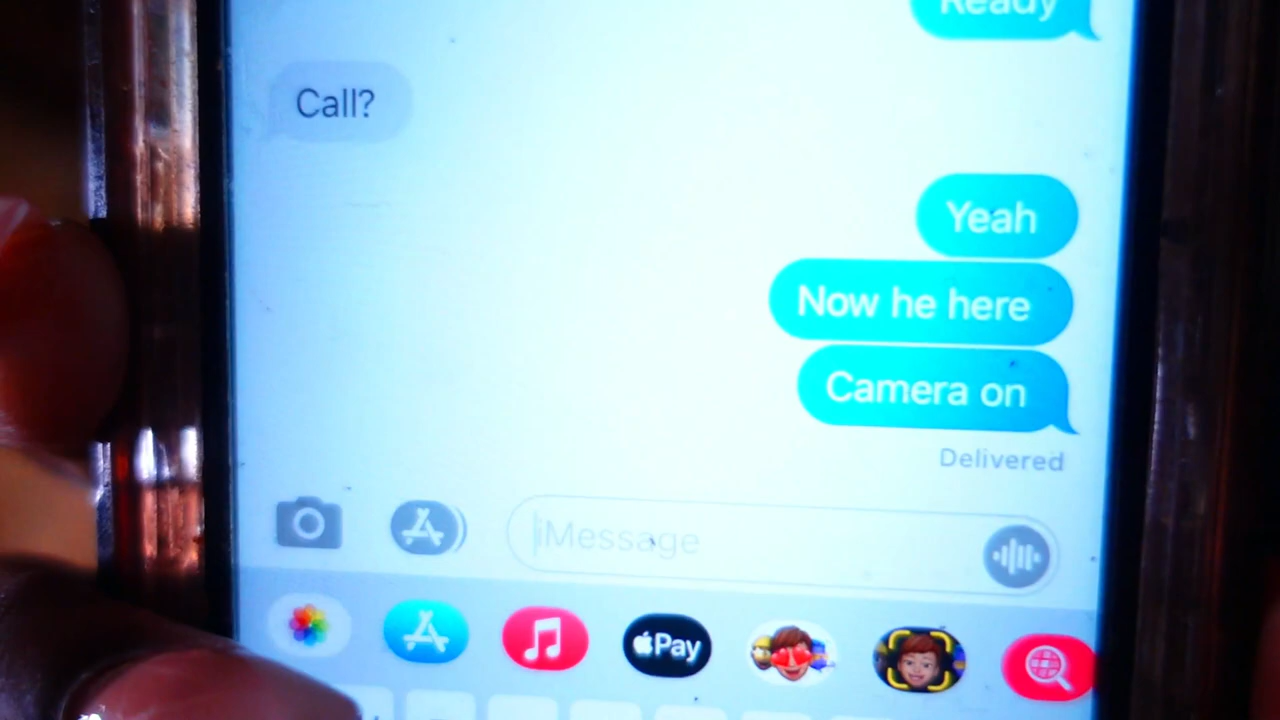 Ready
Call?
Yeah
Now he here
Camera on
Delivered
iMessage
Pay